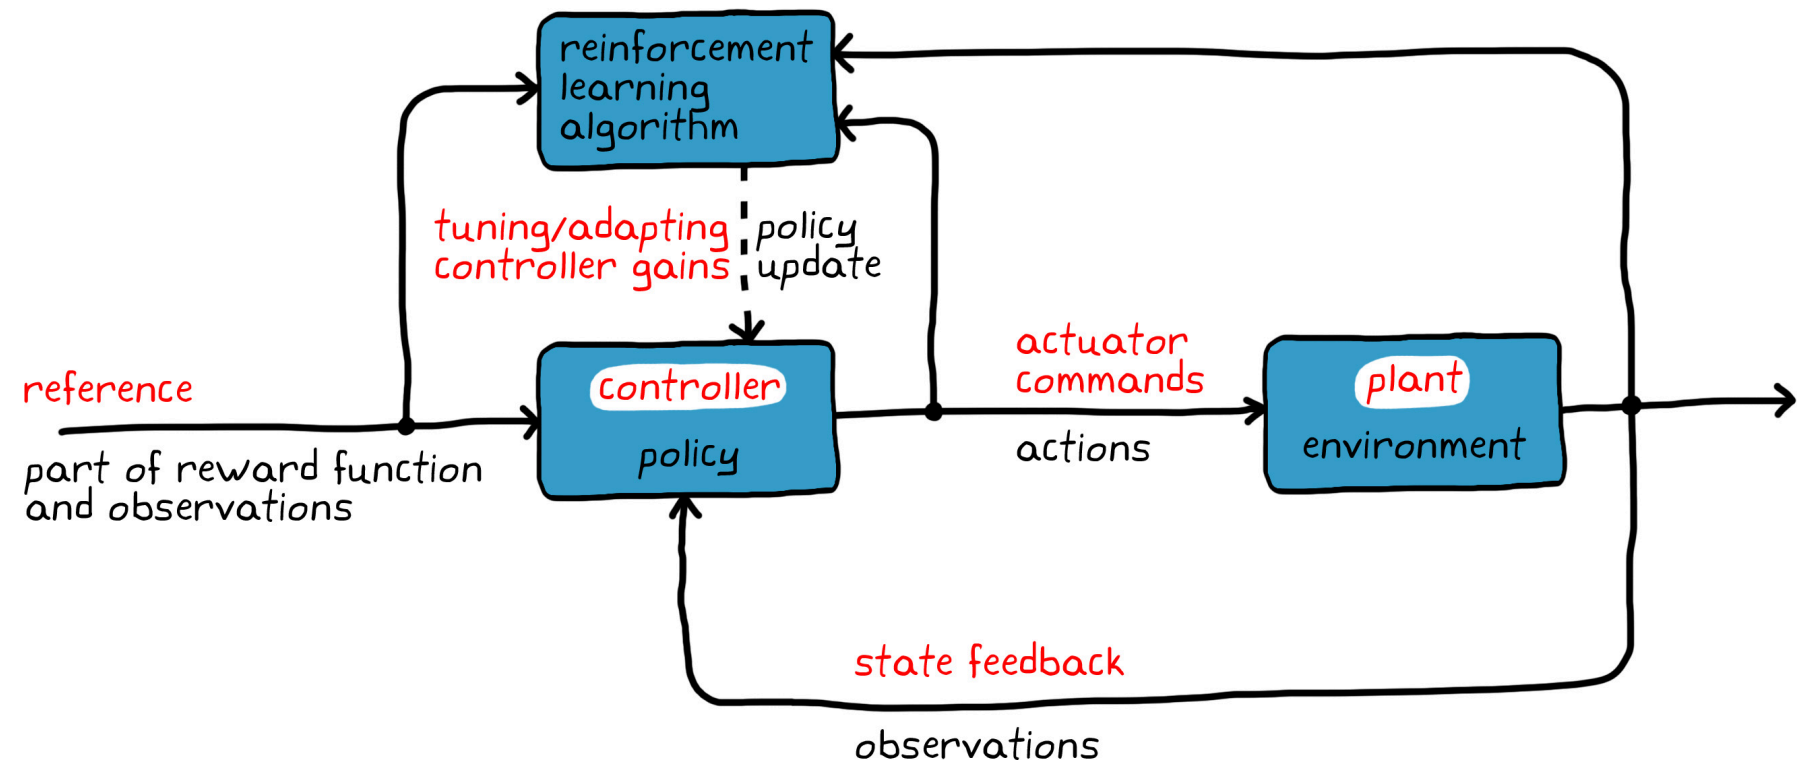 reinforcement
learning
algorithm
tuning/adapting
controller gains
policy
update
reference
part of reward function
and observations
controller
policy
actuator
commands
actions
plant
environment
state feedback
observations